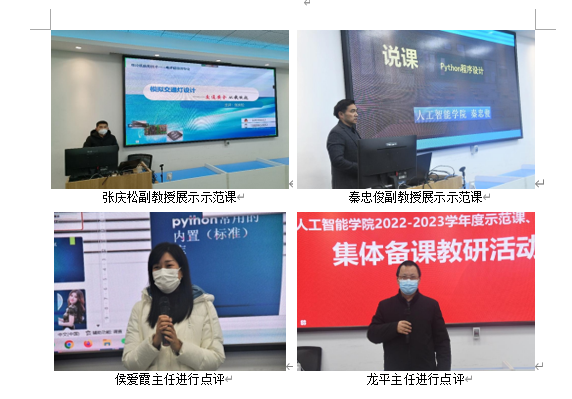 模拟交通灯设计
说课
Python程序设计
人工智能学院 秦忠俊
张庆松副教授展示示范课
秦忠俊副教授展示示范课
python常用的
内置（标准）
人工智能学院2022-2023学年度示范课、
集体备课教研活动
侯爱霞主任进行点评
龙平主任进行点评